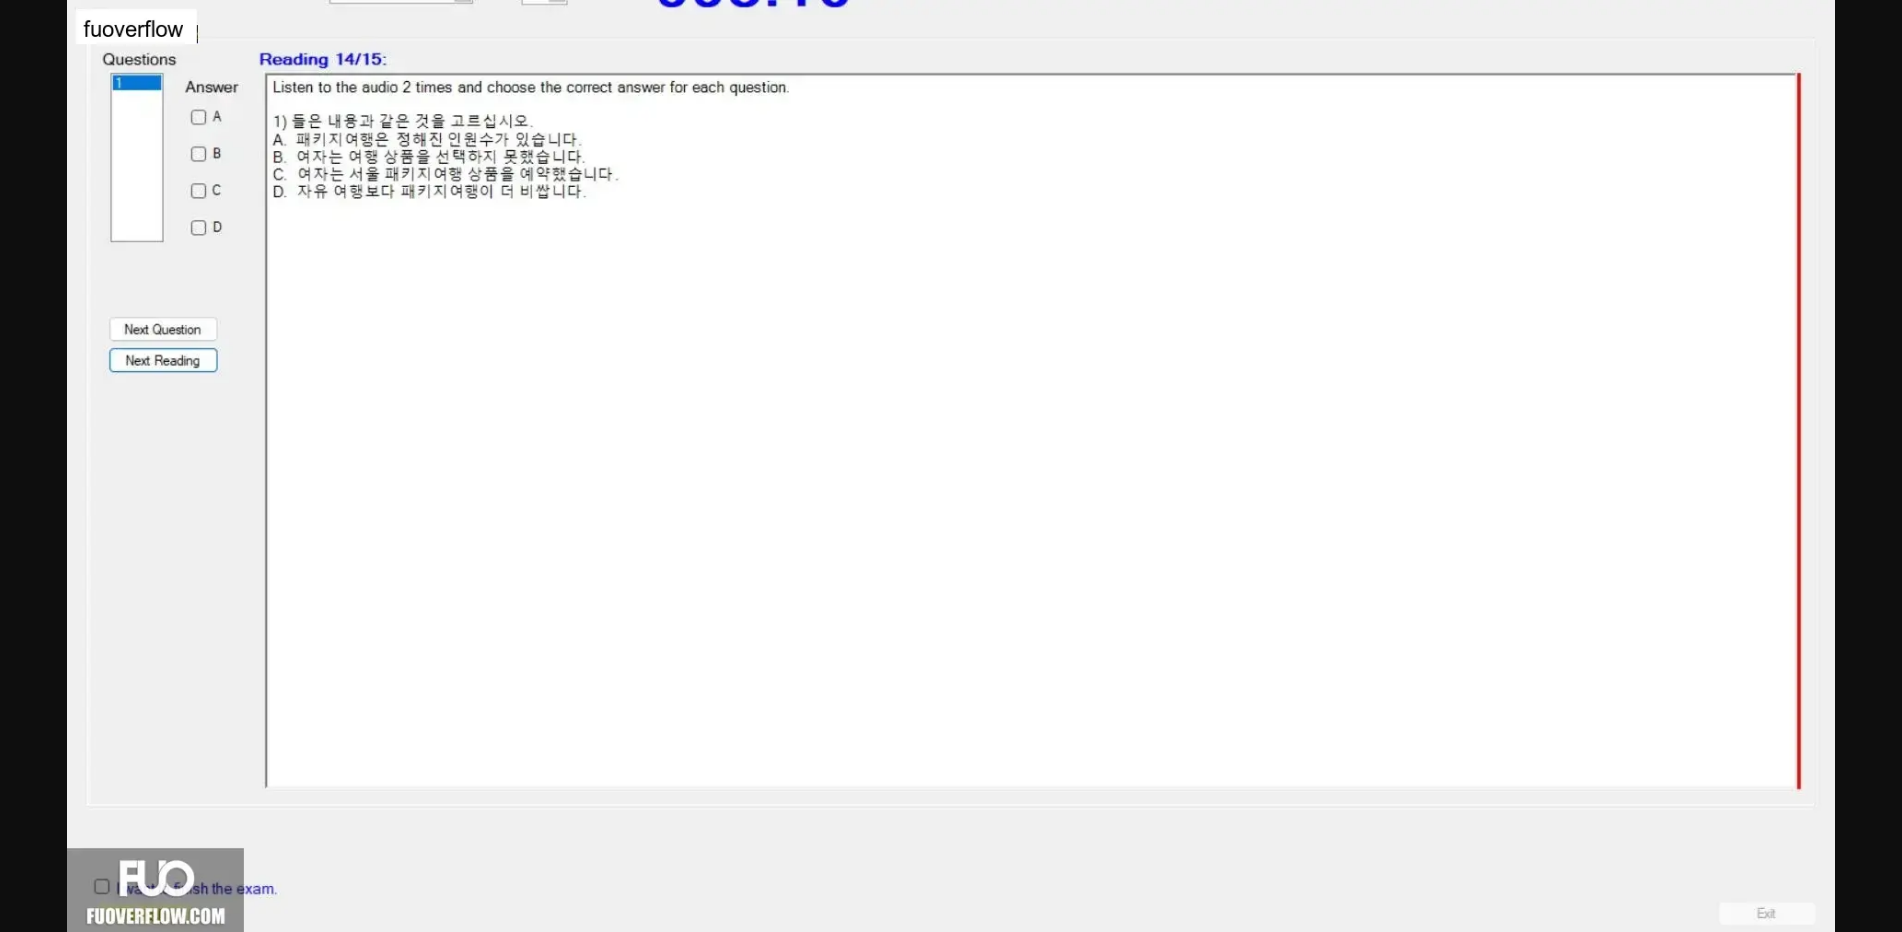 fuoverflow
Questions
Reading 14/15:
1
Answer
A
B
C
D
Next Question
Next Reading
Listen to the audio 2 times and choose the correct answer for each question.
1) 들은 내용과 같은 것을 고르십시오.
A. 패키지여행은 정해진 인원수가 있습니다.
B. 여자는 여행 상품을 선택하지 못했습니다.
C. 여자는 서울 패키지여행 상품을 예약했습니다.
D. 자유 여행보다 패키지여행이 더 비쌉니다.
FUO
the exam.
FUOVERFLOW.COM
Exit